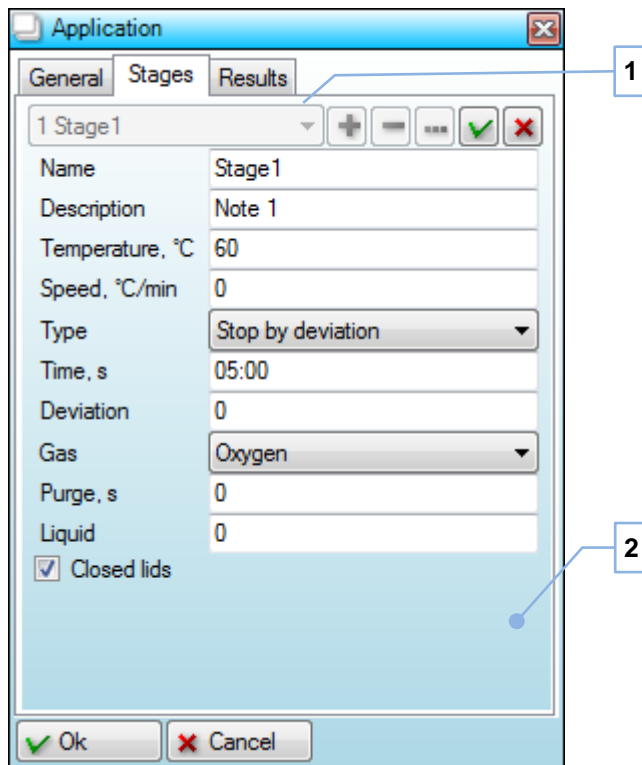 Application
1
General Stages Results
1 Stage1
Name Stage1
Description Note 1
Temperature, °C 60
Speed, °C/min 0
Type Stop by deviation
Time, s 05:00
Deviation 0
Gas Oxygen
Purge, s 0
Liquid 0
2
Closed lids
Ok Cancel